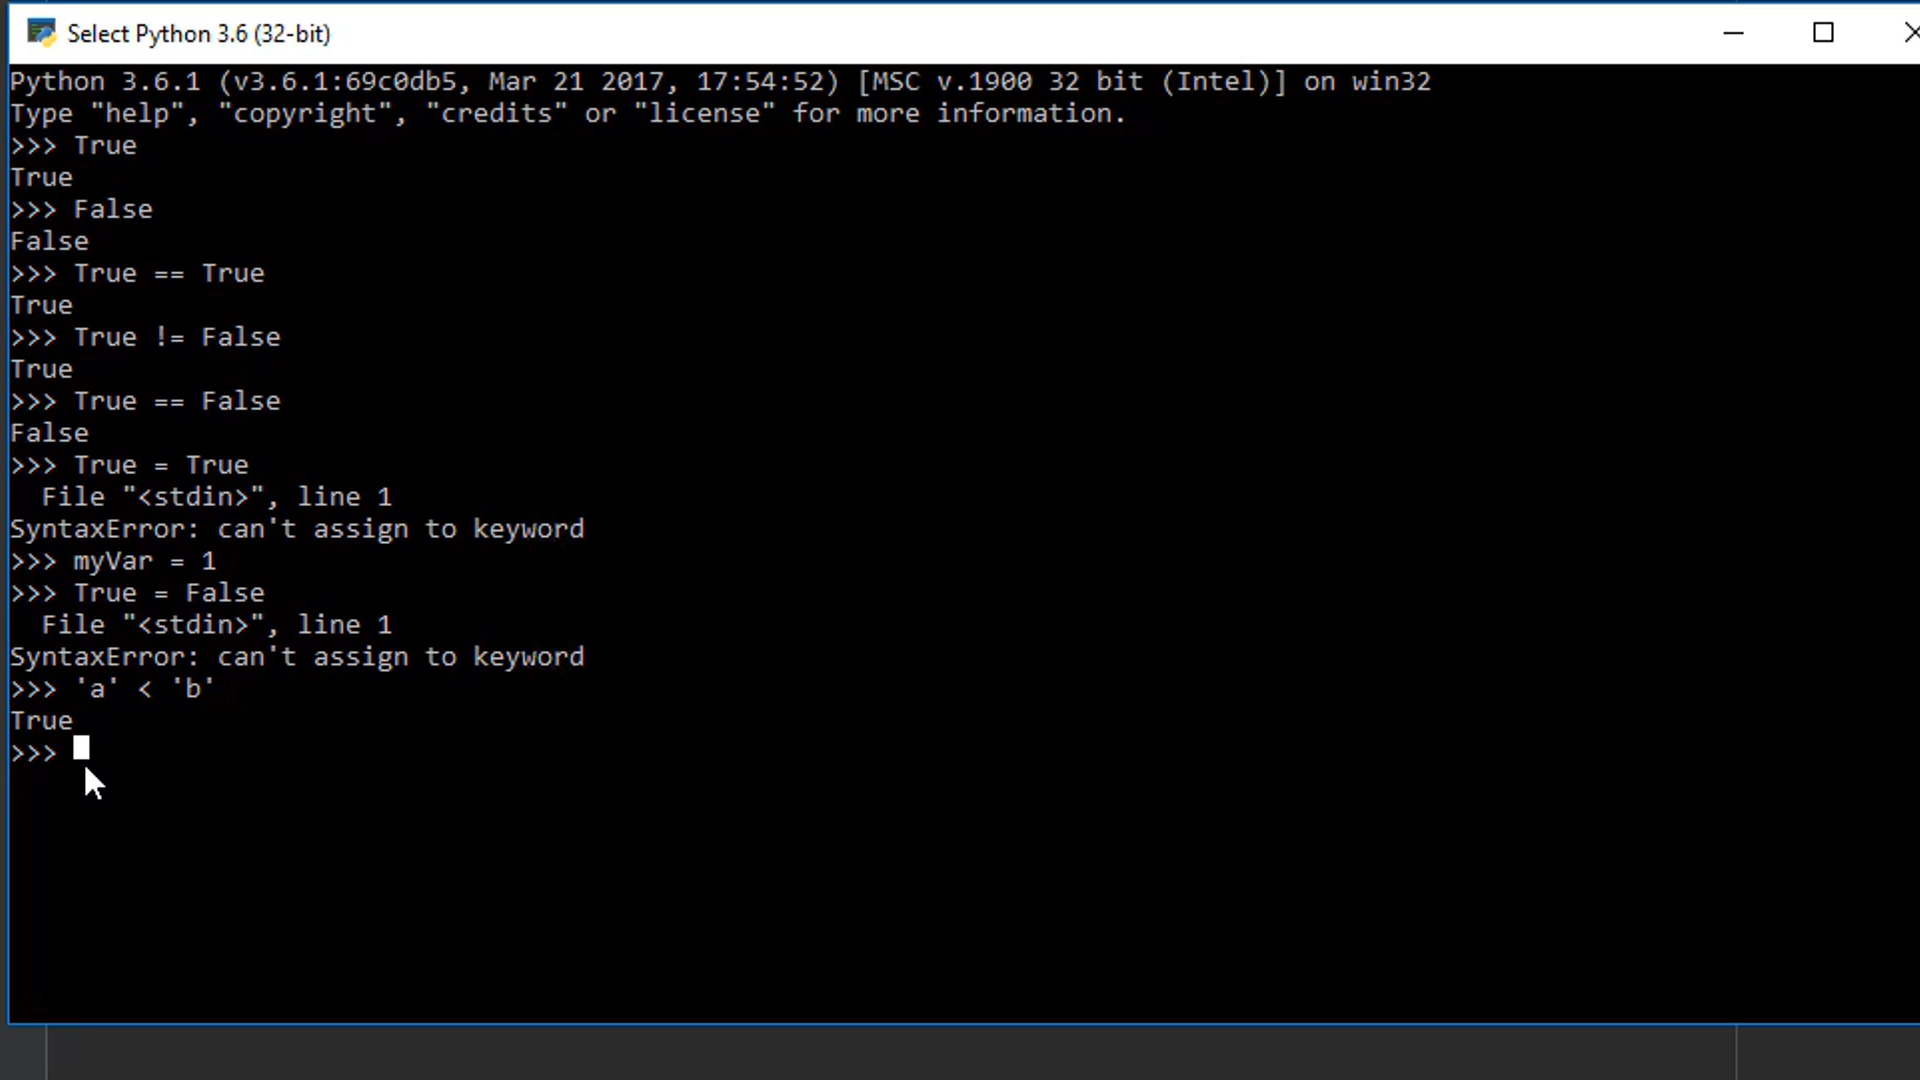 Select Python 3.6 (32-bit)
Python 3.6.1 (v3.6.1:69c0db5, Mar 21 2017, 17:54:52) [MSC v.1900 32 bit (Intel)] on win32
Type "help", "copyright", "credits" or "license" for more information.
>>> True
True
>>> False
False
>>> True == True
True
>>> True != False
True
>>> True == False
False
>>> True = True
  File "<stdin>", line 1
SyntaxError: can't assign to keyword
>>> myVar = 1
>>> True = False
  File "<stdin>", line 1
SyntaxError: can't assign to keyword
>>> 'a' < 'b'
True
>>>